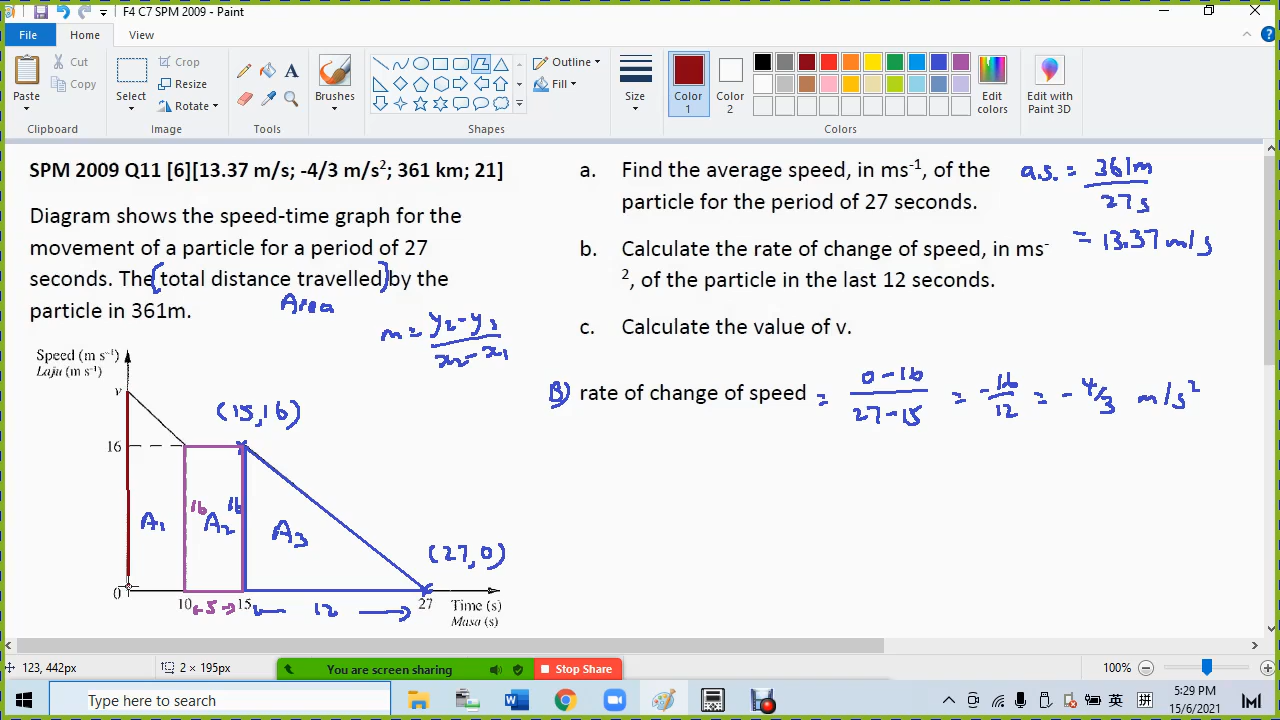 F4 C7 SPM 2009 - Paint
File
Home
View
Paste
Cut
Copy
Clipboard
Select
Crop
Resize
Rotate
Image
Tools
Brushes
Outline
Fill
Shapes
Size
Color 1
Color 2
Edit colors
Edit with Paint 3D
Colors
SPM 2009 Q11 [6][13.37 m/s; -4/3 m/s²; 361 km; 21]
Diagram shows the speed-time graph for the
movement of a particle for a period of 27
seconds. The (total distance travelled) by the
particle in 361m.
Area
m = y₂-y₁ / x₂-x₁
a. Find the average speed, in ms⁻¹, of the
particle for the period of 27 seconds.
a.s. = 361m / 27s
= 13.37 m/s
b. Calculate the rate of change of speed, in ms⁻
², of the particle in the last 12 seconds.
c. Calculate the value of v.
B) rate of change of speed = 0-16 / 27-15 = -16/12 = -4/3 m/s²
Speed (m s⁻¹)
Laju (m s⁻¹)
v
(15,16)
16
16
16
A₁
A₂
A₃
(27,0)
0
10
5
15
12
27
Time (s)
Masa (s)
123, 442px
2 × 195px
100%
You are screen sharing
Stop Share
Type here to search
英
拼
5:29 PM
15/6/2021